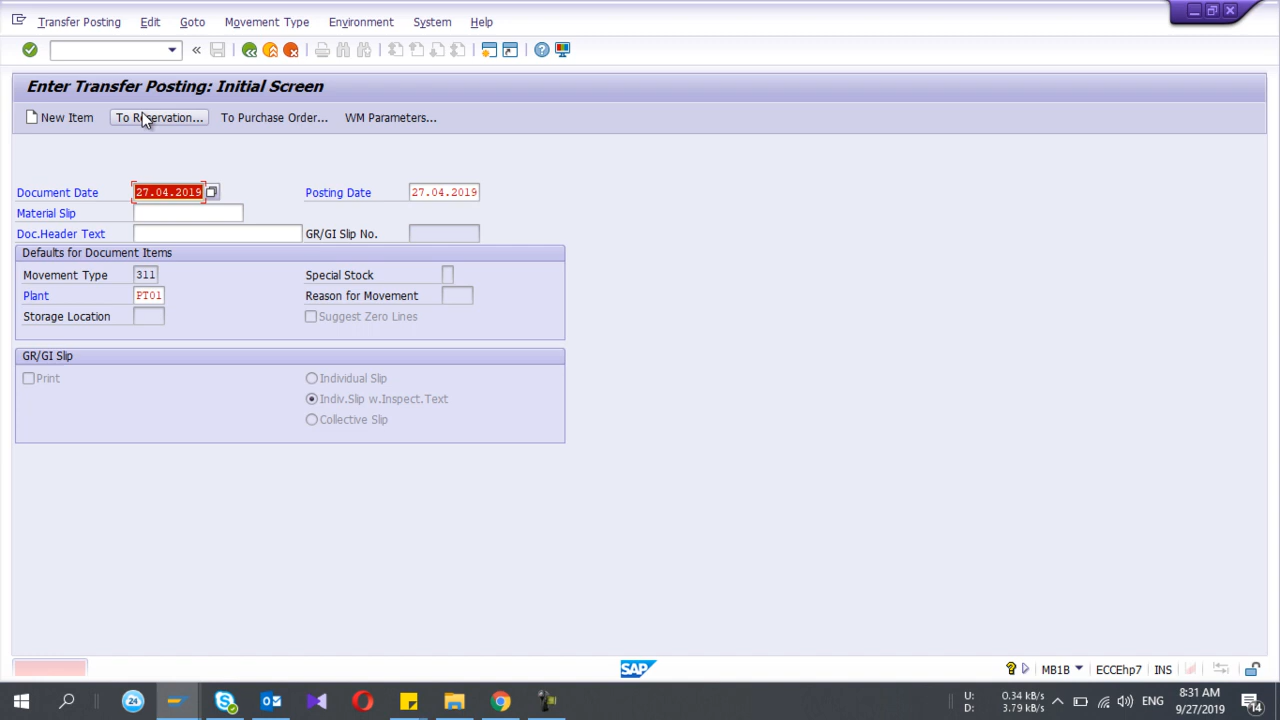 Transfer Posting Edit Goto Movement Type Environment System Help
Enter Transfer Posting: Initial Screen
New Item To Reservation... To Purchase Order... WM Parameters...
Document Date 27.04.2019 Posting Date 27.04.2019
Material Slip
Doc.Header Text GR/GI Slip No.
Defaults for Document Items
Movement Type 311 Special Stock
Plant PT01 Reason for Movement
Storage Location Suggest Zero Lines
GR/GI Slip
Print Individual Slip
Indiv.Slip w.Inspect.Text
Collective Slip
SAP MB1B ECCEhp7 INS
24 U: 0.34 kB/s ENG 8:31 AM
D: 3.79 kB/s 9/27/2019 14